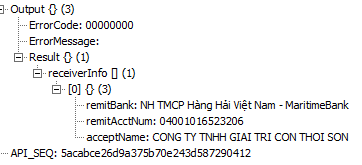 Output {} (3)
ErrorCode: 00000000
ErrorMessage:
Result {} (1)
receiverInfo [] (1)
[0] {} (3)
remitBank: NH TMCP Hàng Hải Việt Nam - MaritimeBank
remitAcctNum: 04001016523206
acceptName: CONG TY TNHH GIAI TRI CON THOI SON
API_SEQ: 5acabce26d9a375b70e243d587290412